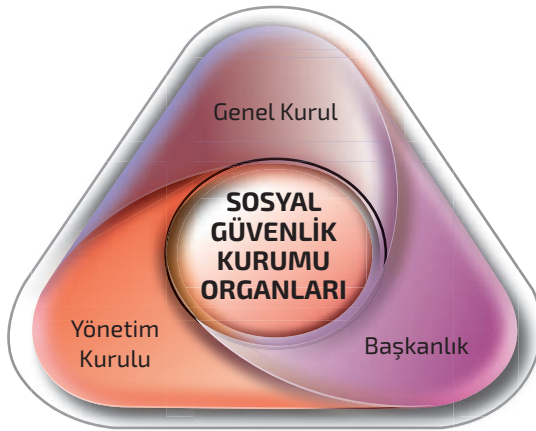 Genel Kurul
SOSYAL
GÜVENLİK
KURUMU
ORGANLARI
Yönetim
Kurulu
Başkanlık